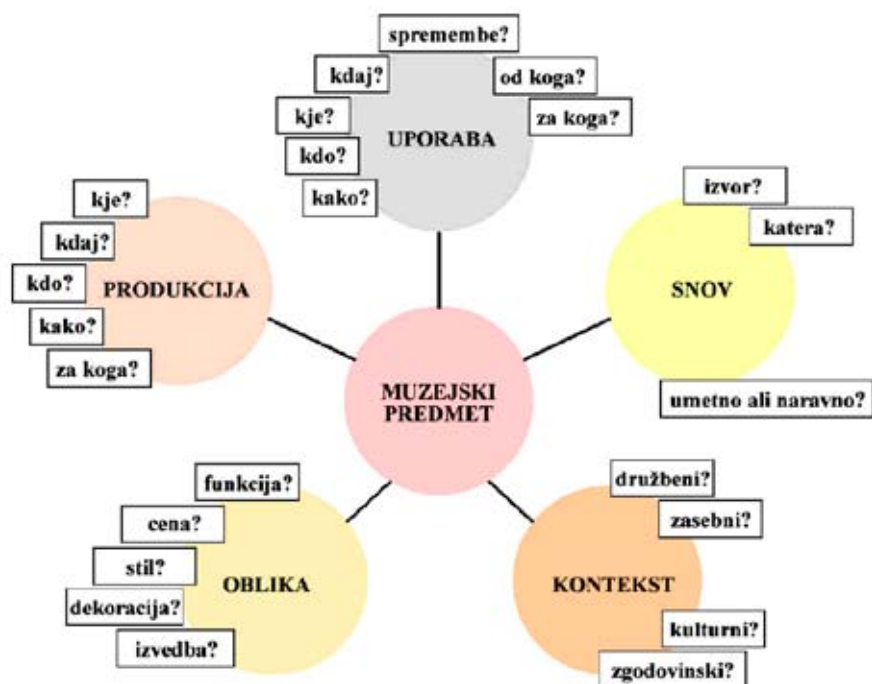 spremembe?
kdaj?
od koga?
kje?
za koga?
UPORABA
kdo?
kako?
kje?
kdaj?
kdo?
PRODUKCIJA
kako?
za koga?
izvor?
katera?
SNOV
umetno ali naravno?
MUZEJSKI
PREDMET
funkcija?
cena?
stil?
OBLIKA
dekoracija?
izvedba?
družbeni?
zasebni?
KONTEKST
kulturni?
zgodovinski?